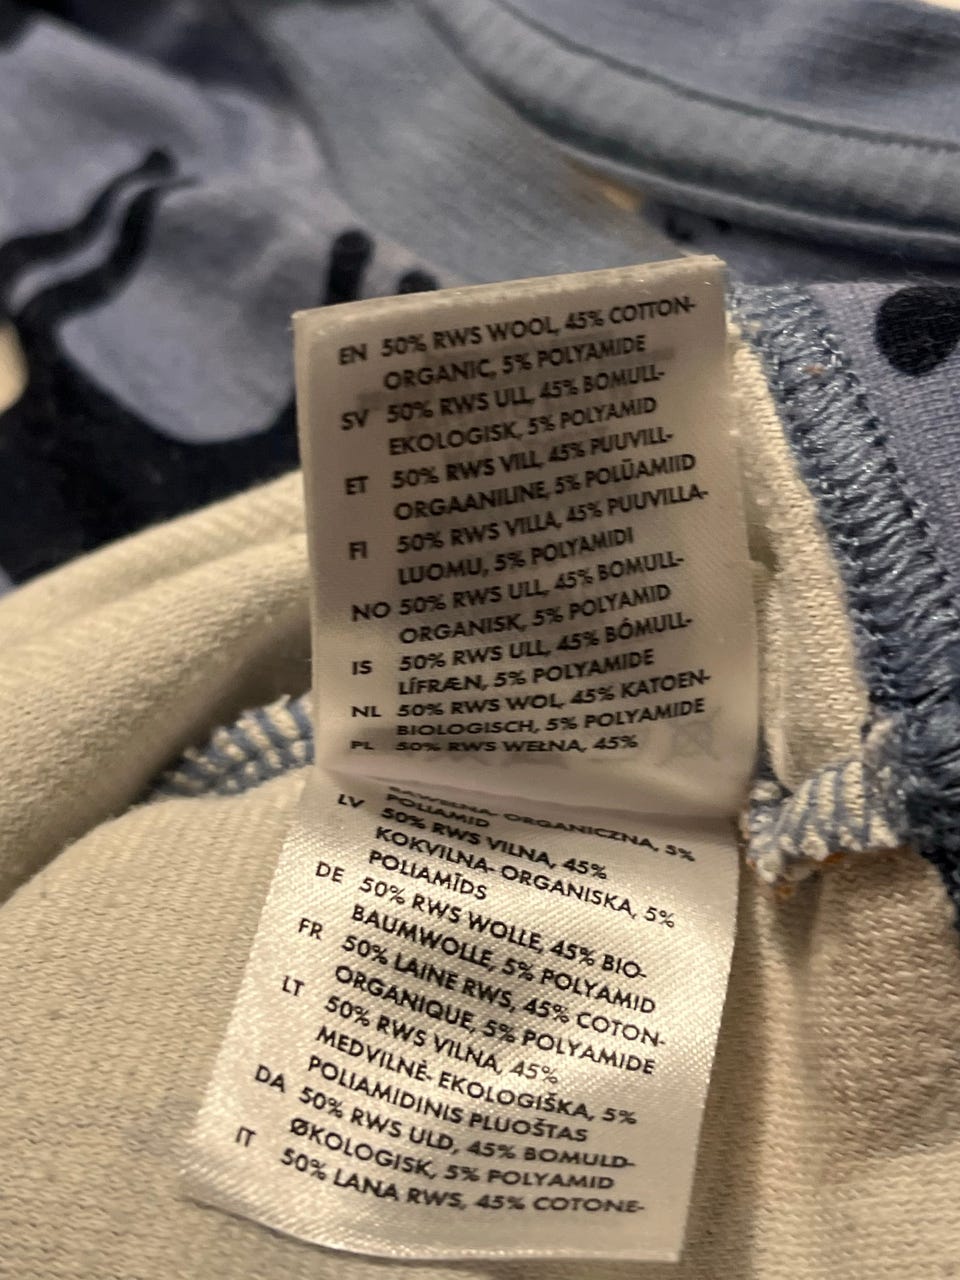 EN 50% RWS WOOL, 45% COTTON-
ORGANIC, 5% POLYAMIDE
SV 50% RWS ULL, 45% BOMULL-
EKOLOGISK, 5% POLYAMID
ET 50% RWS VILL, 45% PUUVILL-
ORGAANILINE, 5% POLÜAMIID
FI 50% RWS VILLA, 45% PUUVILLA-
LUOMU, 5% POLYAMIDI
NO 50% RWS ULL, 45% BOMULL-
ORGANISK, 5% POLYAMID
IS 50% RWS ULL, 45% BÓMULL-
LÍFRÆN, 5% POLYAMIDE
NL 50% RWS WOL, 45% KATOEN-
BIOLOGISCH, 5% POLYAMIDE
PL 50% RWS WEŁNA, 45%
BAWEŁNA- ORGANICZNA, 5%
POLIAMID
LV 50% RWS VILNA, 45%
KOKVILNA- ORGANISKA, 5%
POLIAMĪDS
DE 50% RWS WOLLE, 45% BIO-
BAUMWOLLE, 5% POLYAMID
FR 50% LAINE RWS, 45% COTON-
ORGANIQUE, 5% POLYAMIDE
LT 50% RWS VILNA, 45%
MEDVILNĖ- EKOLOGIŠKA, 5%
POLIAMIDINIS PLUOŠTAS
DA 50% RWS ULD, 45% BOMULD-
ØKOLOGISK, 5% POLYAMID
IT 50% LANA RWS, 45% COTONE-